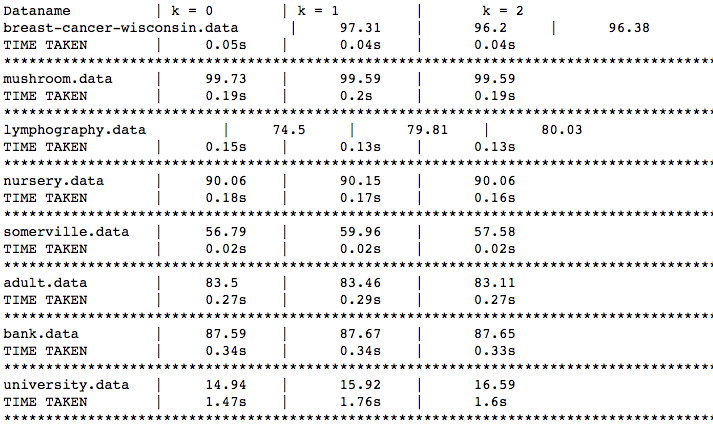 Dataname | k = 0 | k = 1 | k = 2
breast-cancer-wisconsin.data | 97.31 | 96.2 | 96.38
TIME TAKEN | 0.05s | 0.04s | 0.04s
*************************************************************************************
mushroom.data | 99.73 | 99.59 | 99.59
TIME TAKEN | 0.19s | 0.2s | 0.19s
*************************************************************************************
lymphography.data | 74.5 | 79.81 | 80.03
TIME TAKEN | 0.15s | 0.13s | 0.13s
*************************************************************************************
nursery.data | 90.06 | 90.15 | 90.06
TIME TAKEN | 0.18s | 0.17s | 0.16s
*************************************************************************************
somerville.data | 56.79 | 59.96 | 57.58
TIME TAKEN | 0.02s | 0.02s | 0.02s
*************************************************************************************
adult.data | 83.5 | 83.46 | 83.11
TIME TAKEN | 0.27s | 0.29s | 0.27s
*************************************************************************************
bank.data | 87.59 | 87.67 | 87.65
TIME TAKEN | 0.34s | 0.34s | 0.33s
*************************************************************************************
university.data | 14.94 | 15.92 | 16.59
TIME TAKEN | 1.47s | 1.76s | 1.6s
*************************************************************************************